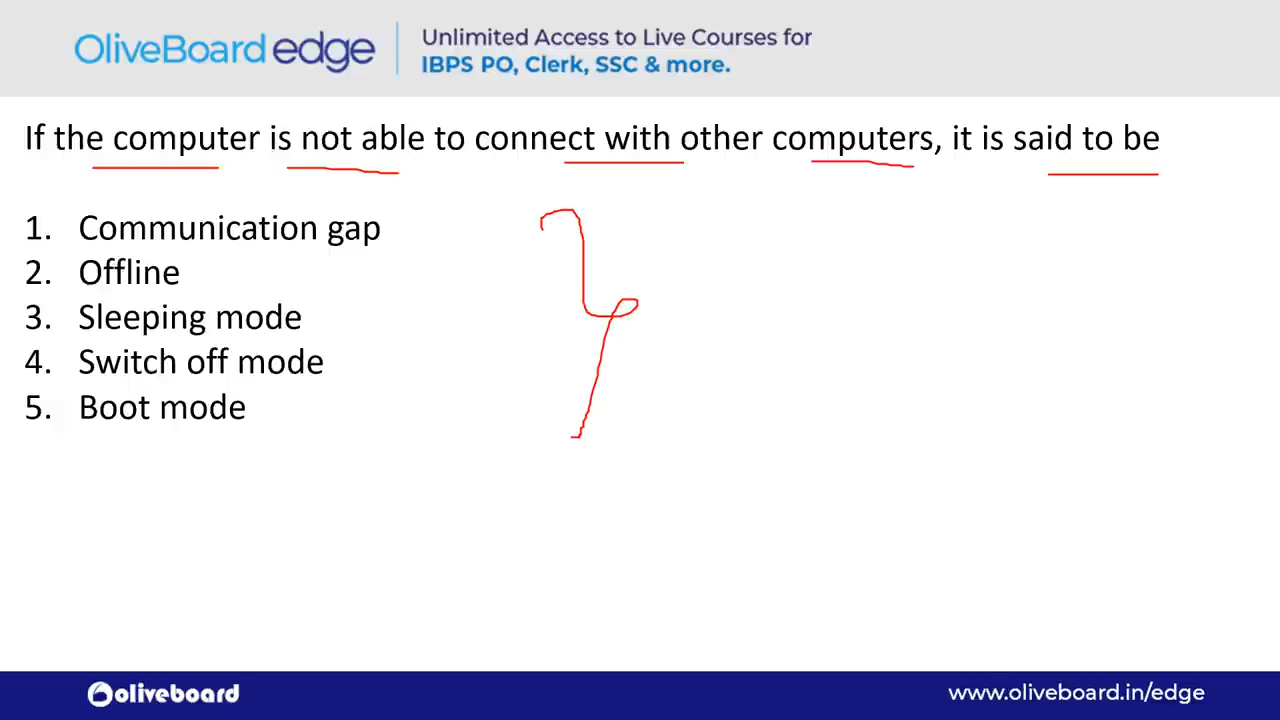 OliveBoard edge
Unlimited Access to Live Courses for
IBPS PO, Clerk, SSC & more.
If the computer is not able to connect with other computers, it is said to be
1. Communication gap
2. Offline
3. Sleeping mode
4. Switch off mode
5. Boot mode
oliveboard
www.oliveboard.in/edge